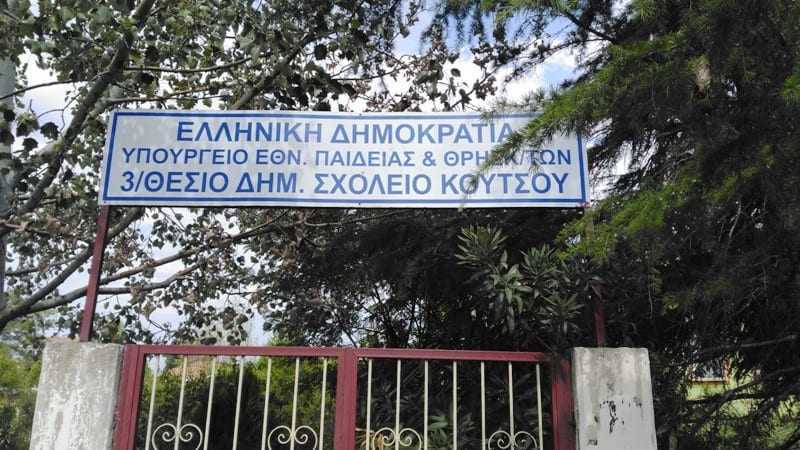 ΕΛΛΗΝΙΚΗ ΔΗΜΟΚΡΑΤΙΑ
ΥΠΟΥΡΓΕΙΟ ΕΘΝ. ΠΑΙΔΕΙΑΣ & ΘΡΗΣΚ/ΤΩΝ
3/ΘΕΣΙΟ ΔΗΜ. ΣΧΟΛΕΙΟ ΚΟΥΤΣΟΥ